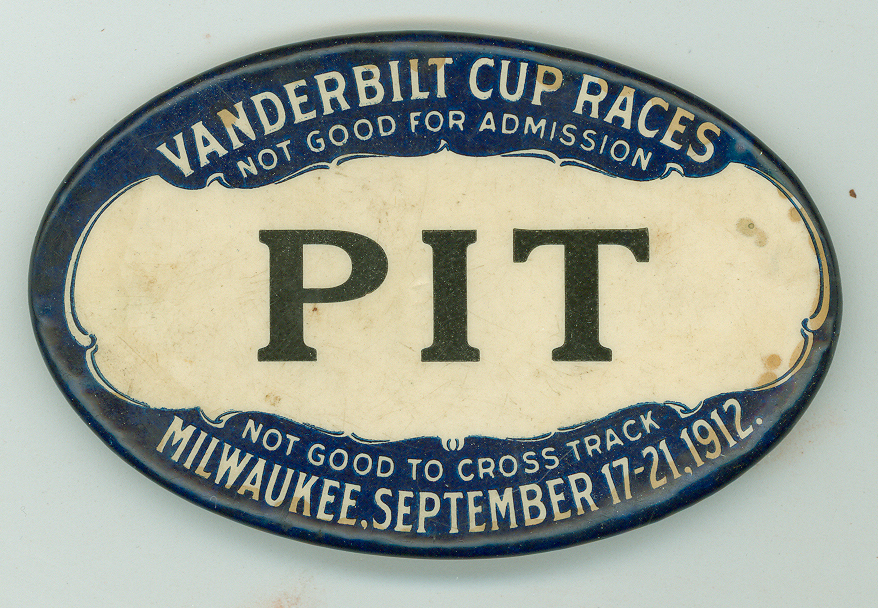 VANDERBILT CUP RACES
NOT GOOD FOR ADMISSION
PIT
NOT GOOD TO CROSS TRACK
MILWAUKEE, SEPTEMBER 17-21, 1912.